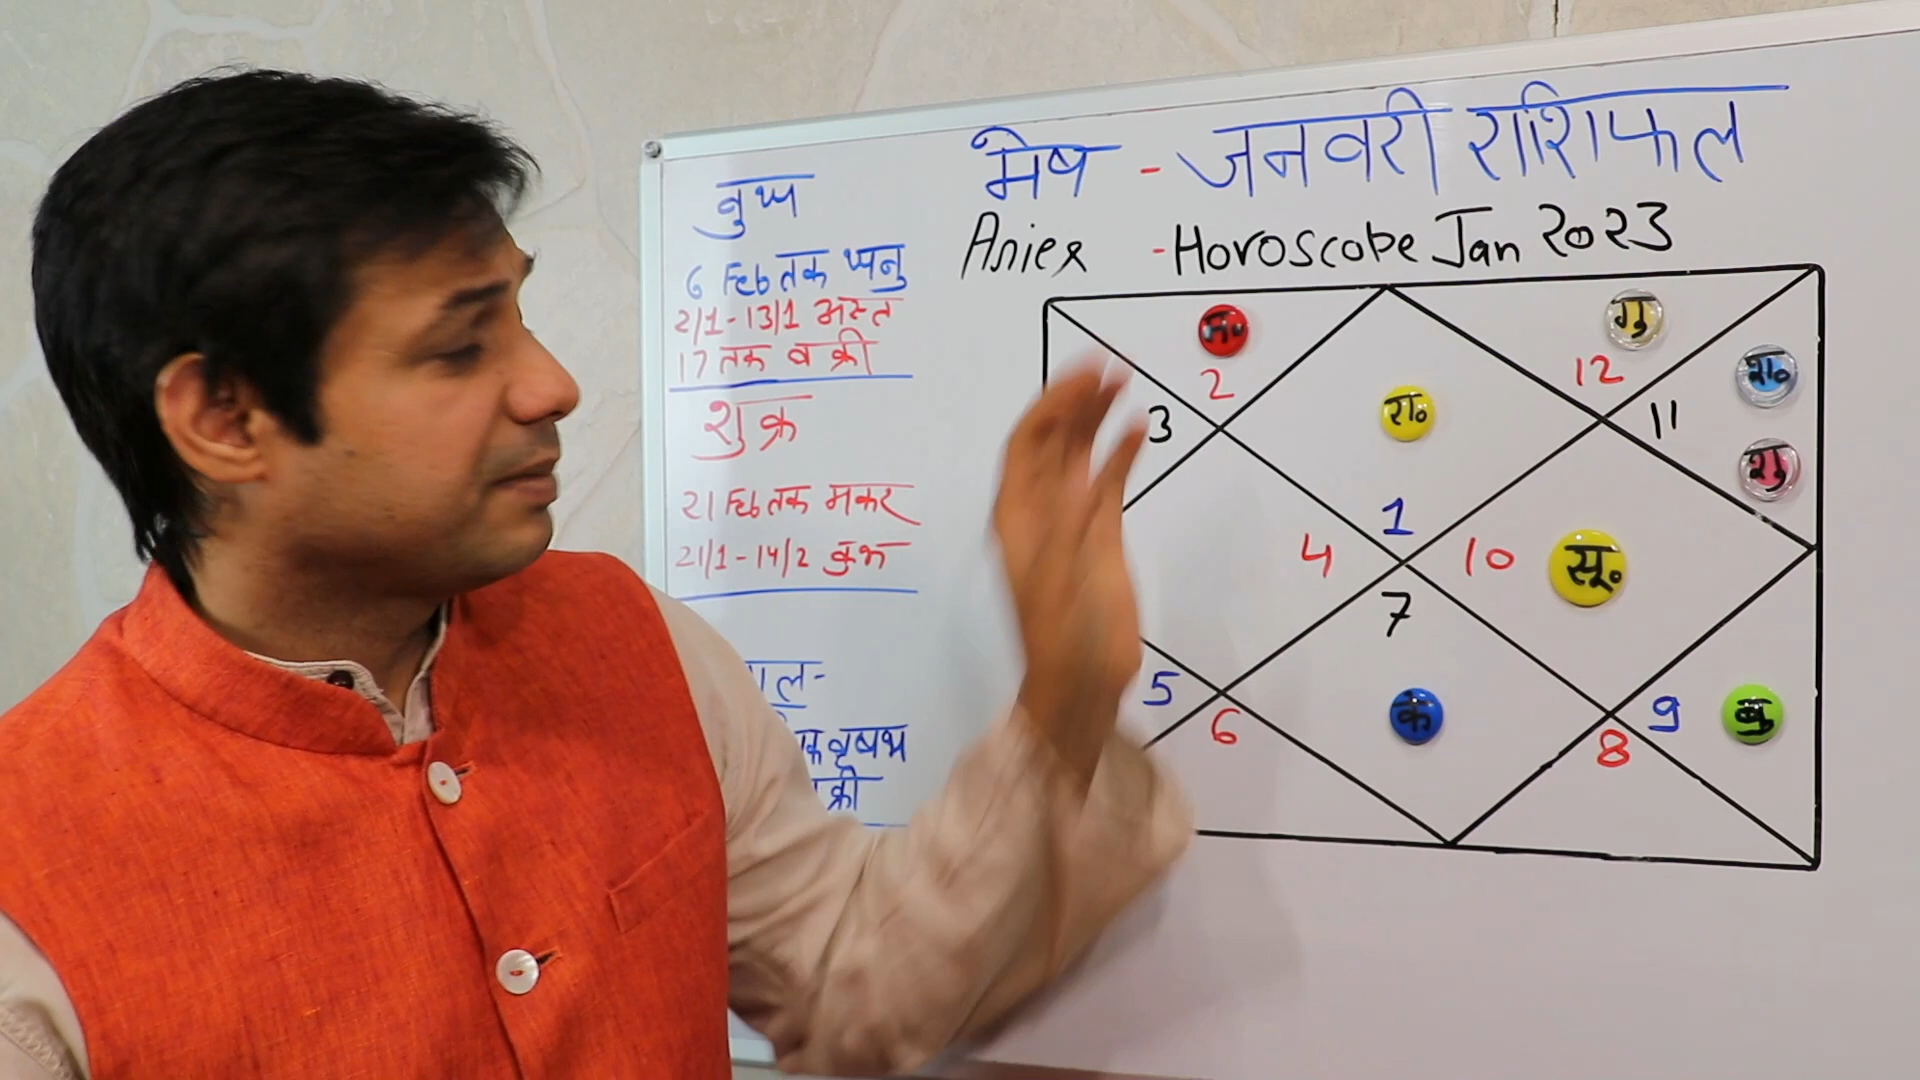 मेष - जनवरी राशिफल
Aries - Horoscope Jan 2023
बुध
6 Feb तक धनु
2/1-13/1 अस्त
17 तक वक्री
शुक्र
21 Feb तक मकर
21/1-14/2 कुंभ
वृषभ
मं०
2
3
रा०
1
गु
12
11
श०
शु
4
10
सू०
7
5
6
के
8
9
बु